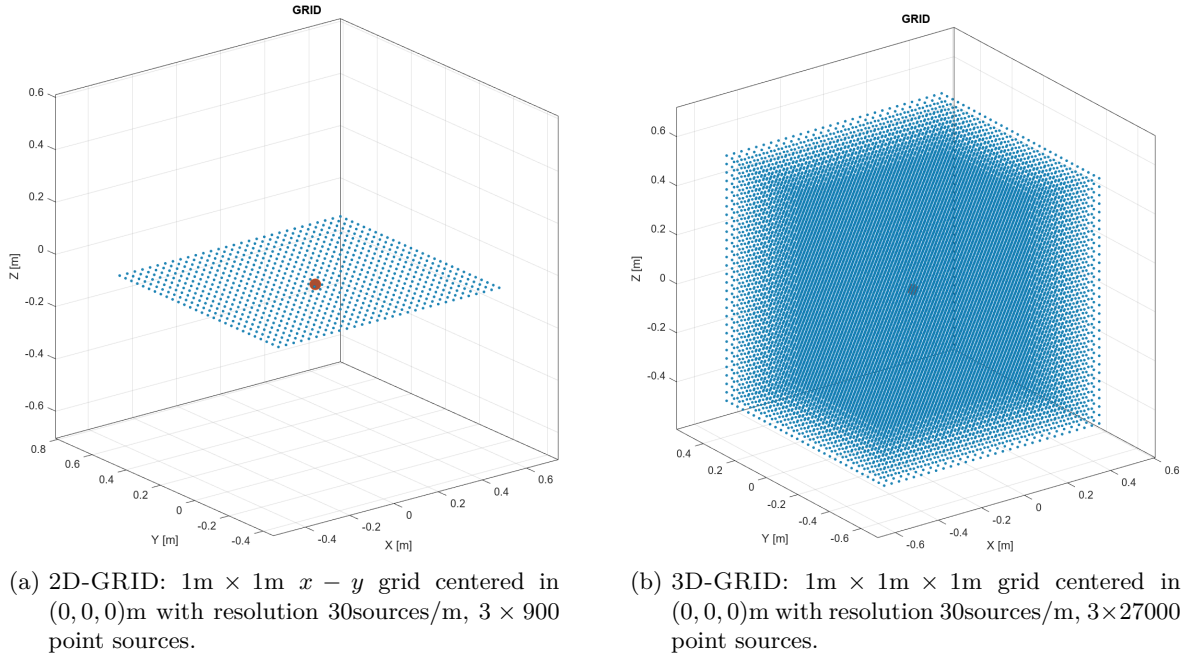 GRID
0.6
0.4
0.2
0
-0.2
-0.4
-0.6
Z [m]
0.8
0.6
0.4
0.2
0
-0.2
-0.4
Y [m]
-0.4
-0.2
0
0.2
0.4
0.6
X [m]
(a) 2D-GRID: 1m × 1m x − y grid centered in
(0, 0, 0)m with resolution 30sources/m, 3 × 900
point sources.
GRID
0.6
0.4
0.2
0
-0.2
-0.4
Z [m]
0.4
0.2
0
-0.2
-0.4
-0.6
Y [m]
-0.6
-0.4
-0.2
0
0.2
0.4
0.6
X [m]
(b) 3D-GRID: 1m × 1m × 1m grid centered in
(0, 0, 0)m with resolution 30sources/m, 3×27000
point sources.